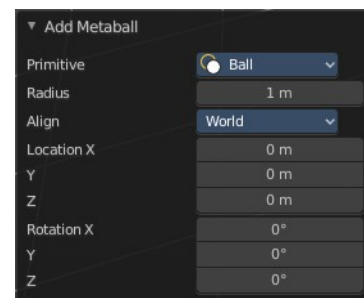 Add Metaball
Primitive Ball
Radius 1 m
Align World
Location X 0 m
Y 0 m
Z 0 m
Rotation X 0°
Y 0°
Z 0°